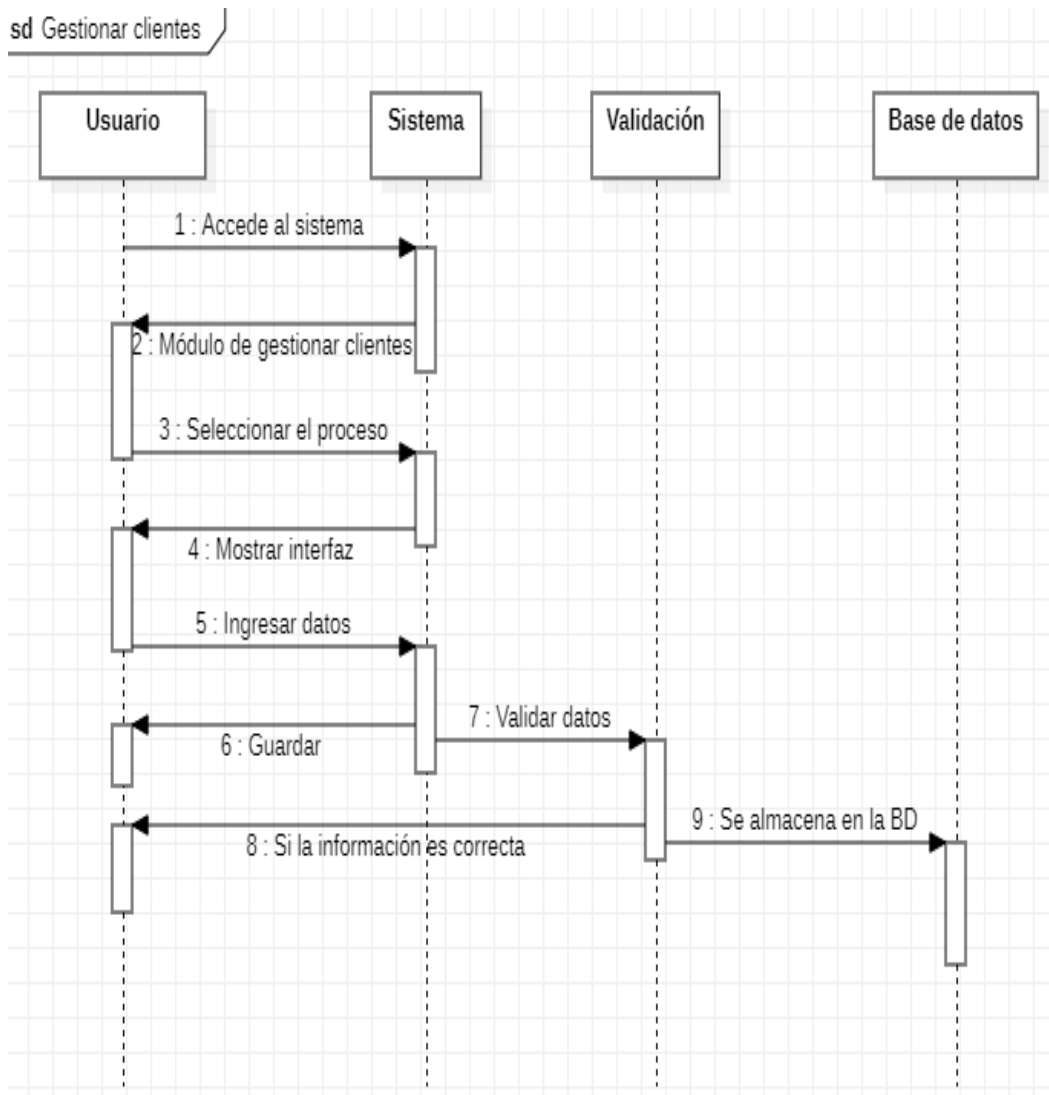 sd Gestionar clientes
Usuario
Sistema
Validación
Base de datos
1 : Accede al sistema
2 : Módulo de gestionar clientes
3 : Seleccionar el proceso
4 : Mostrar interfaz
5 : Ingresar datos
6 : Guardar
7 : Validar datos
8 : Si la información es correcta
9 : Se almacena en la BD